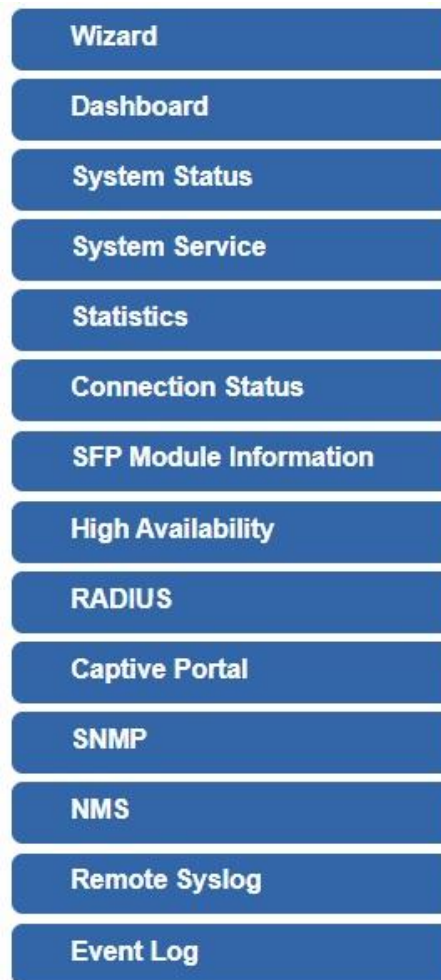 Wizard
Dashboard
System Status
System Service
Statistics
Connection Status
SFP Module Information
High Availability
RADIUS
Captive Portal
SNMP
NMS
Remote Syslog
Event Log